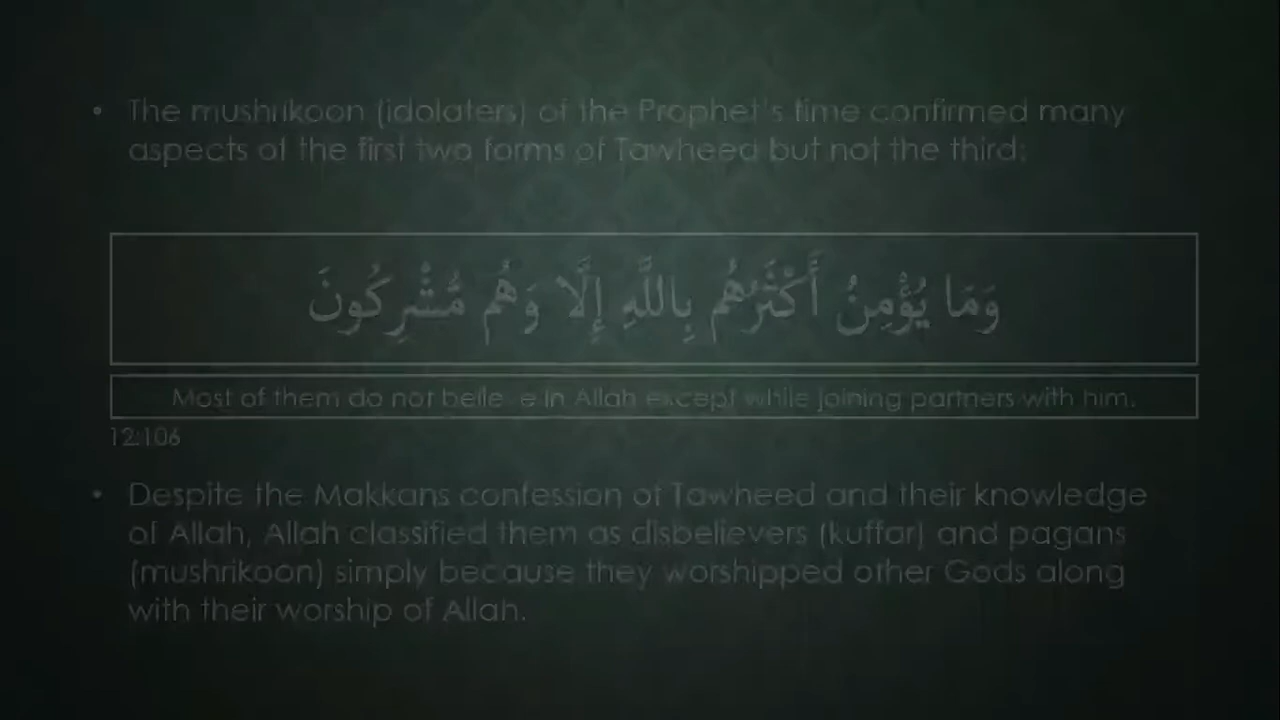 • The mushrikoon (idolaters) of the Prophet's time confirmed many
aspects of the first two forms of Tawheed but not the third:
وَمَا يُؤْمِنُ أَكْثَرُهُم بِاللَّهِ إِلَّا وَهُم مُّشْرِكُونَ
Most of them do not believe in Allah except while joining partners with him.
12:106
• Despite the Makkans confession of Tawheed and their knowledge
of Allah, Allah classified them as disbelievers (kuffar) and pagans
(mushrikoon) simply because they worshipped other Gods along
with their worship of Allah.